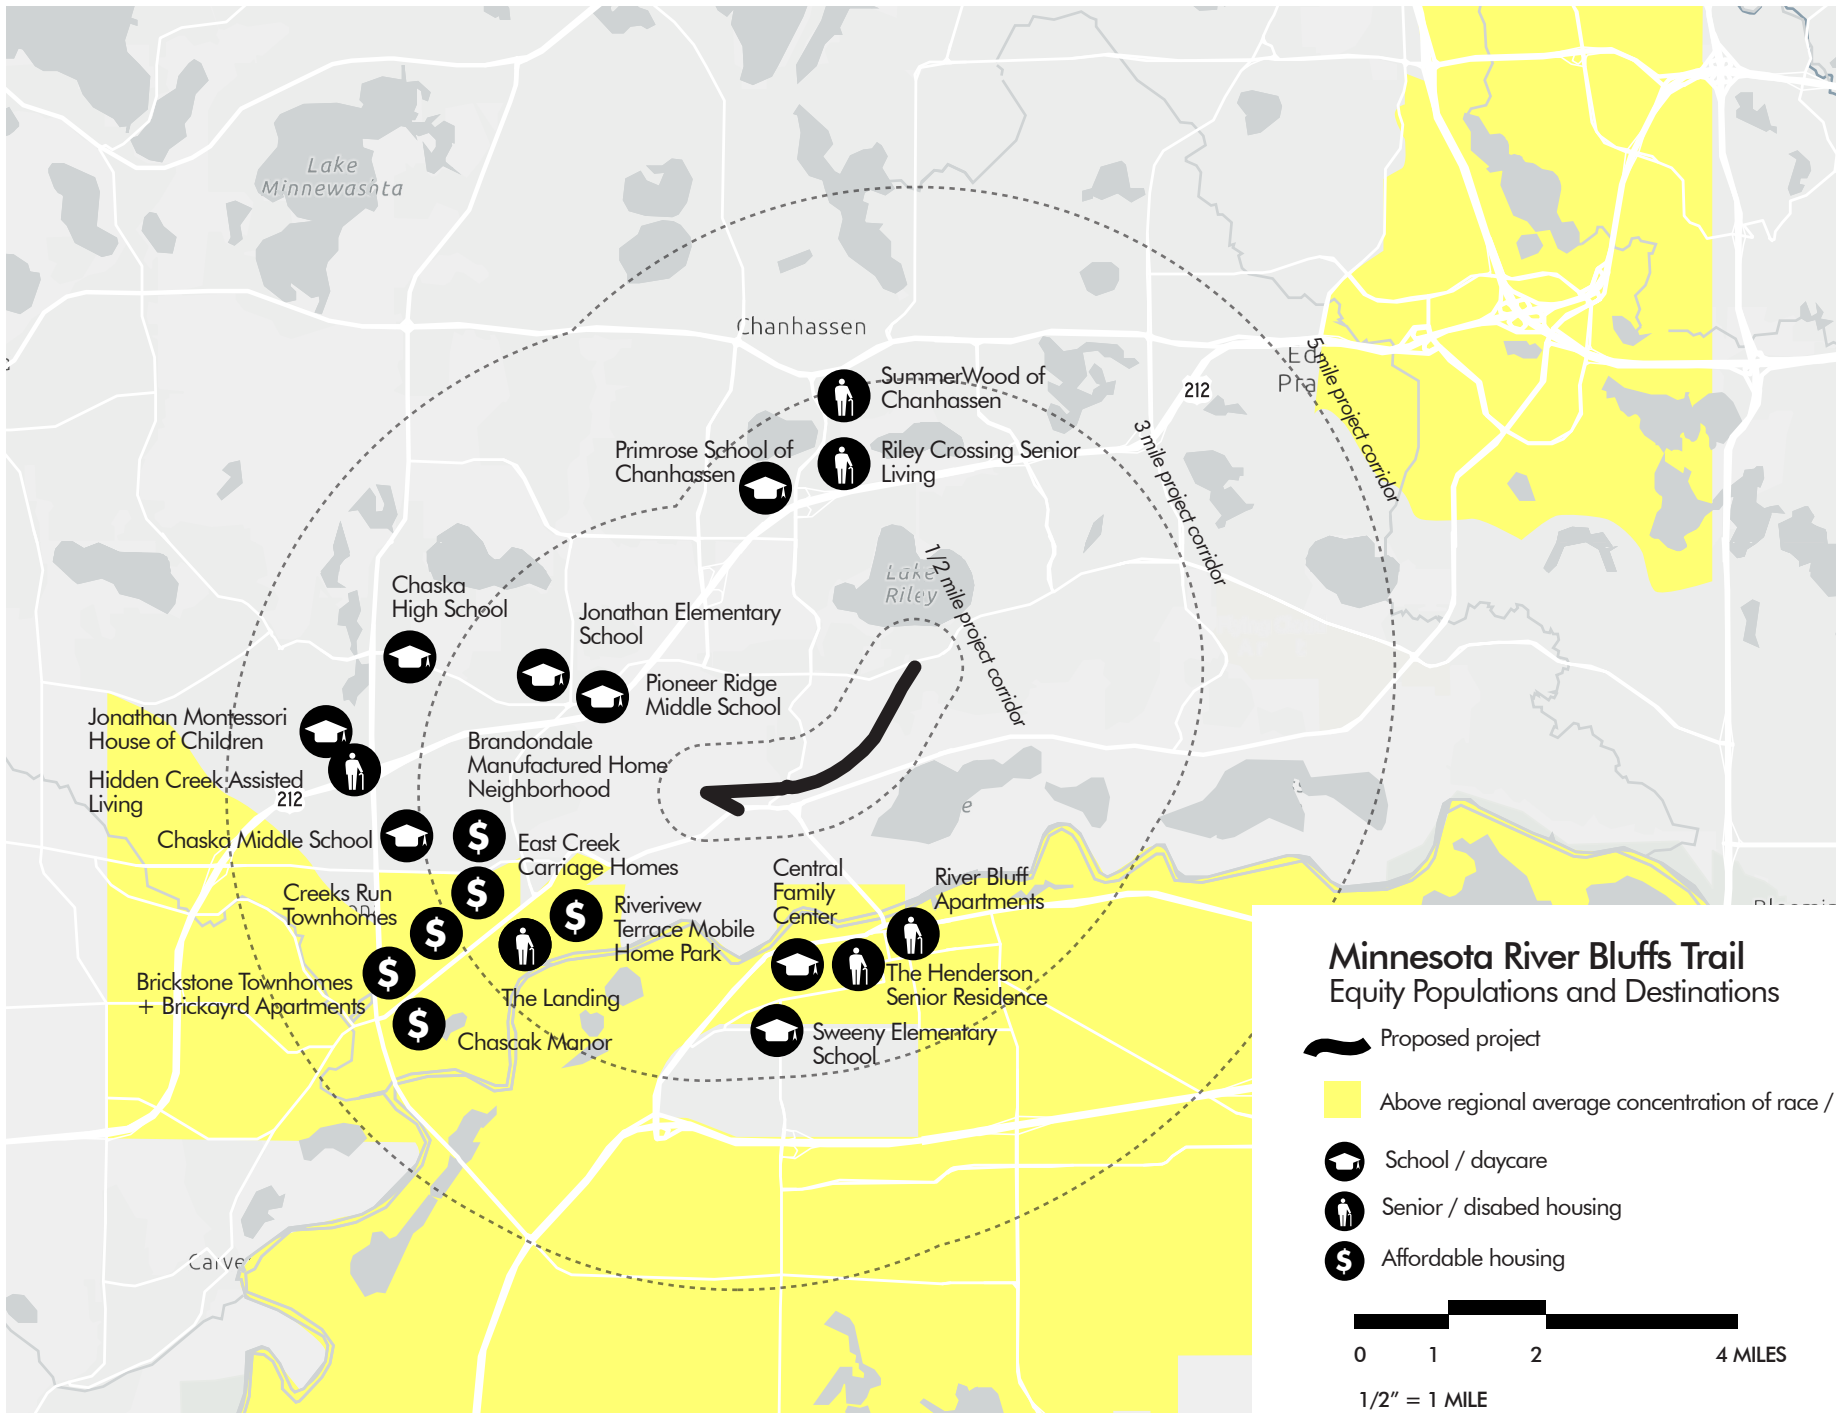 Lake
Minnewashta
Chanhassen
SummerWood of
Chanhassen
Ed
Pra
5 mile project corridor
212
3 mile project corridor
Primrose School of
Chanhassen
Riley Crossing Senior
Living
Lake
Riley
1/2 mile project corridor
Chaska
High School
Jonathan Elementary
School
Pioneer Ridge
Middle School
Jonathan Montessori
House of Children
Brandondale
Manufactured Home
Neighborhood
Hidden Creek Assisted
Living
212
Chaska Middle School
East Creek
Carriage Homes
Central
Family
Center
River Bluff
Apartments
Creeks Run
Townhomes
Riverivew
Terrace Mobile
Home Park
Brickstone Townhomes
+ Brickayrd Apartments
The Landing
The Henderson
Senior Residence
Chascak Manor
Sweeny Elementary
School
Carve
Minnesota River Bluffs Trail
Equity Populations and Destinations
Proposed project
Above regional average concentration of race /
School / daycare
Senior / disabed housing
$ Affordable housing
0 1 2 4 MILES
1/2” = 1 MILE